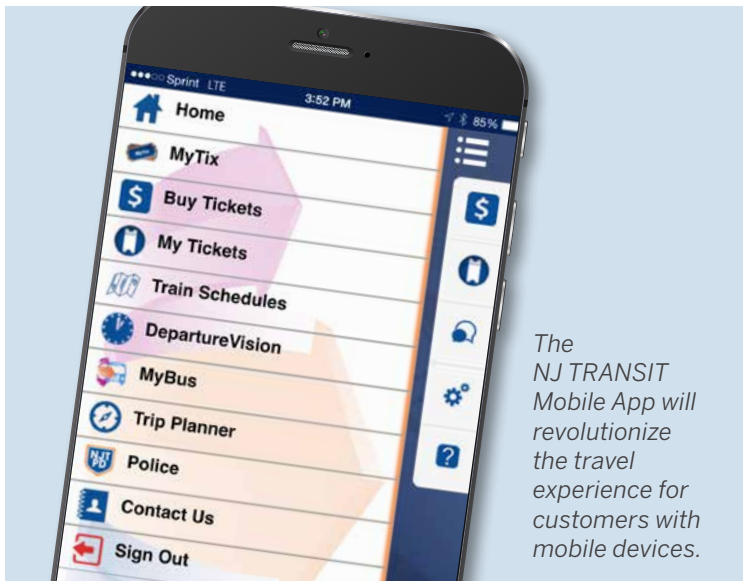 Sprint LTE 3:52 PM 85%
Home
MyTix
Buy Tickets
My Tickets
Train Schedules
DepartureVision
MyBus
Trip Planner
NJT
PD
Police
Contact Us
Sign Out
$
?
The
NJ TRANSIT
Mobile App will
revolutionize
the travel
experience for
customers with
mobile devices.